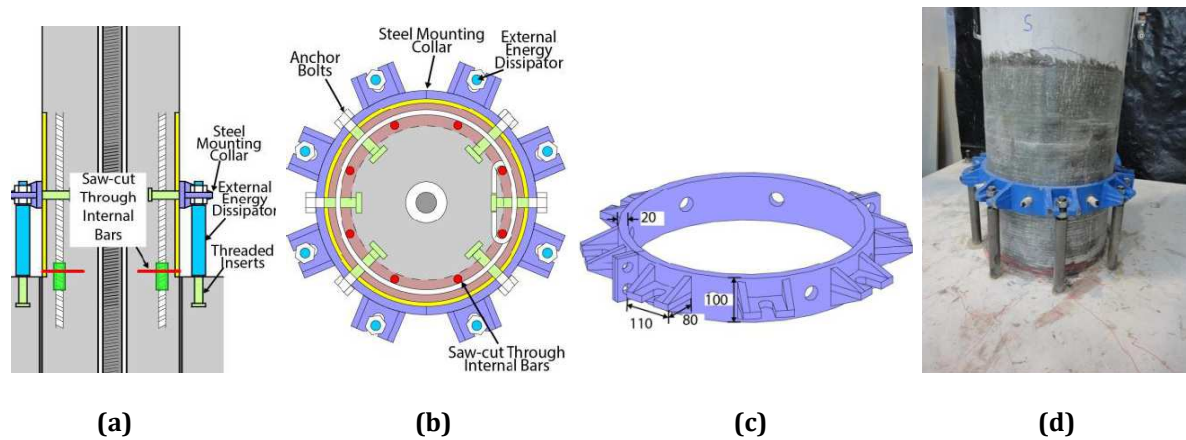 Steel
Mounting
Collar
Saw-cut
Through
Internal
Bars
External
Energy
Dissipator
Threaded
Inserts
Anchor
Bolts
Steel Mounting
Collar
External
Energy
Dissipator
Saw-cut Through
Internal Bars
20
100
110
80
S
(a)
(b)
(c)
(d)